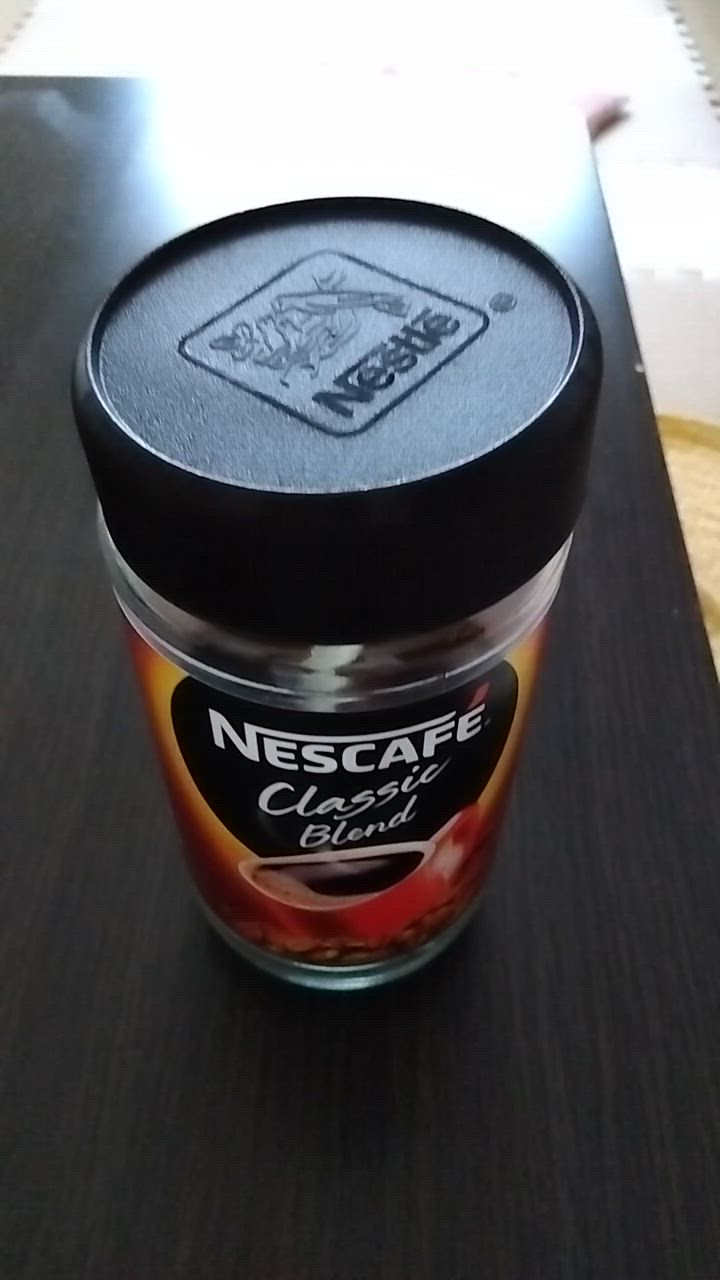 Nestlé
NESCAFÉ
Classic
Blend